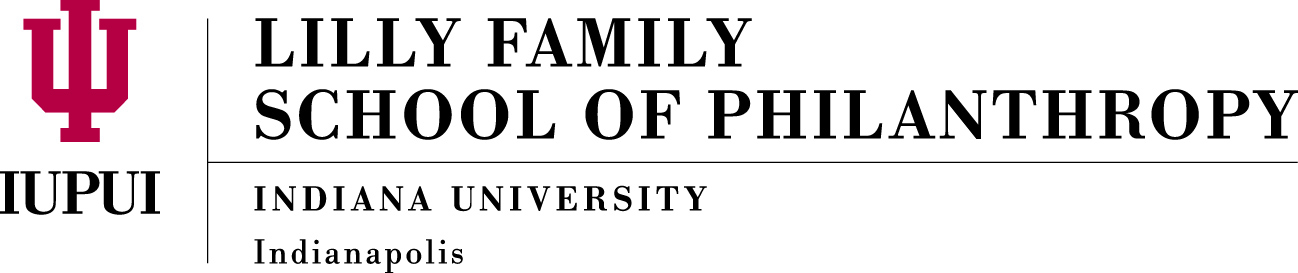 IUPUI
LILLY FAMILY
SCHOOL OF PHILANTHROPY
INDIANA UNIVERSITY
Indianapolis